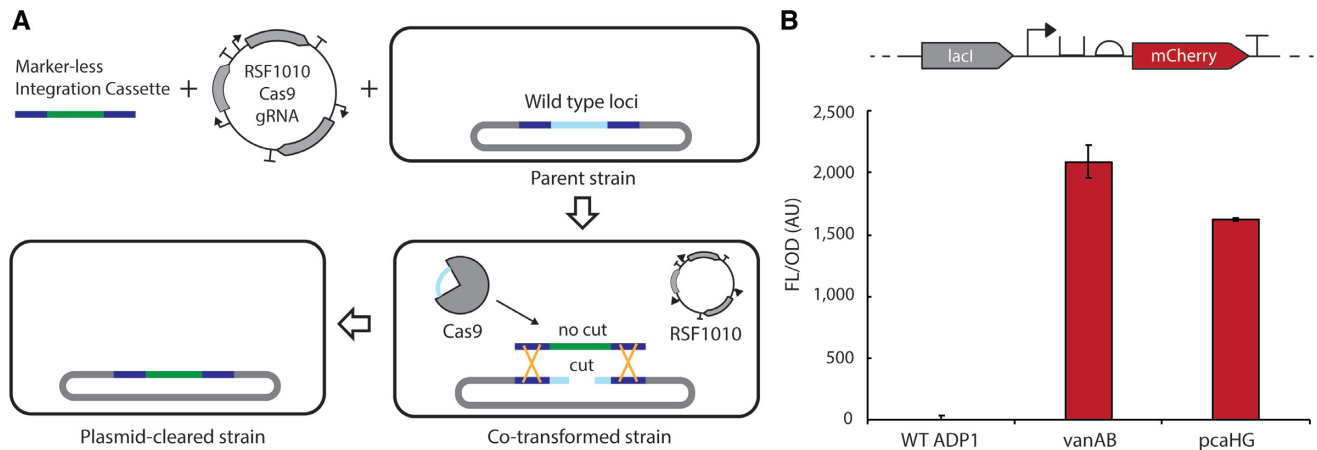 A
Marker-less
Integration Cassette
+
RSF1010
Cas9
gRNA
+
Wild type loci
Parent strain
Cas9
no cut
cut
RSF1010
Co-transformed strain
Plasmid-cleared strain
B
lacI
mCherry
FL/OD (AU)
2,500
2,000
1,500
1,000
500
0
WT ADP1
vanAB
pcaHG